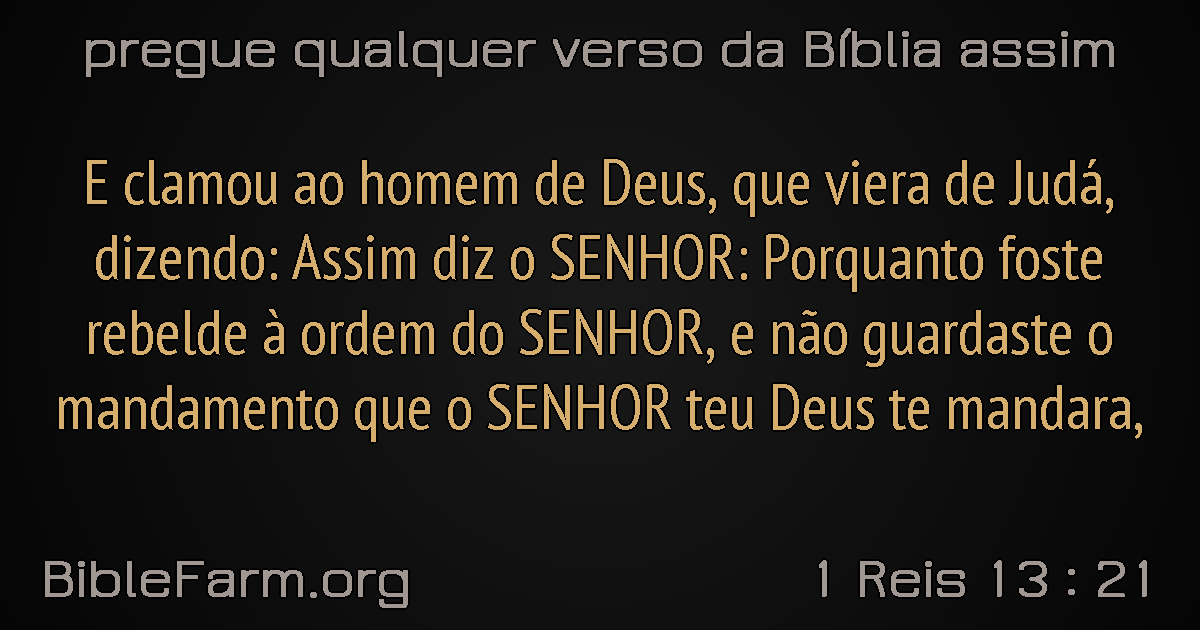 pregue qualquer verso da Bíblia assim
E clamou ao homem de Deus, que viera de Judá,
dizendo: Assim diz o SENHOR: Porquanto foste
rebelde à ordem do SENHOR, e não guardaste o
mandamento que o SENHOR teu Deus te mandara,
BibleFarm.org
1 Reis 13 : 21